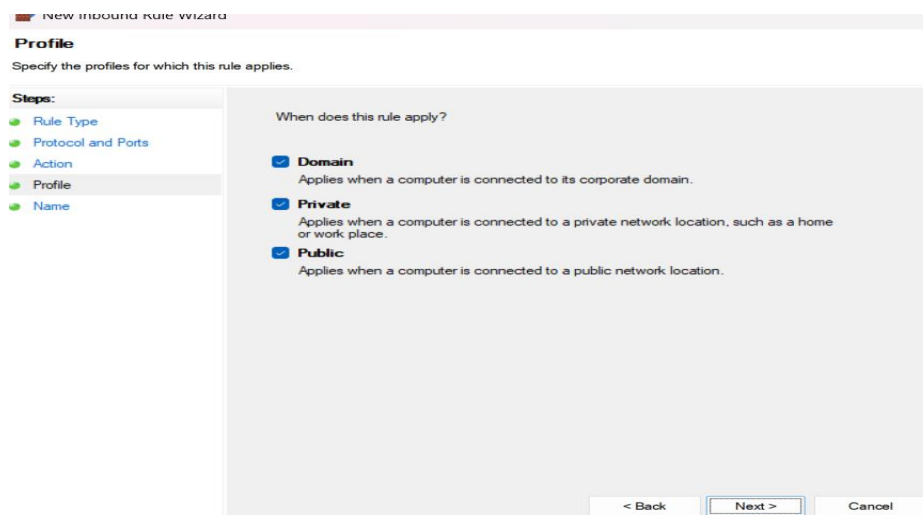 New Inbound Rule Wizard
Profile
Specify the profiles for which this rule applies.
Steps:
Rule Type
Protocol and Ports
Action
Profile
Name
When does this rule apply?
Domain
Applies when a computer is connected to its corporate domain.
Private
Applies when a computer is connected to a private network location, such as a home
or work place.
Public
Applies when a computer is connected to a public network location.
< Back
Next >
Cancel